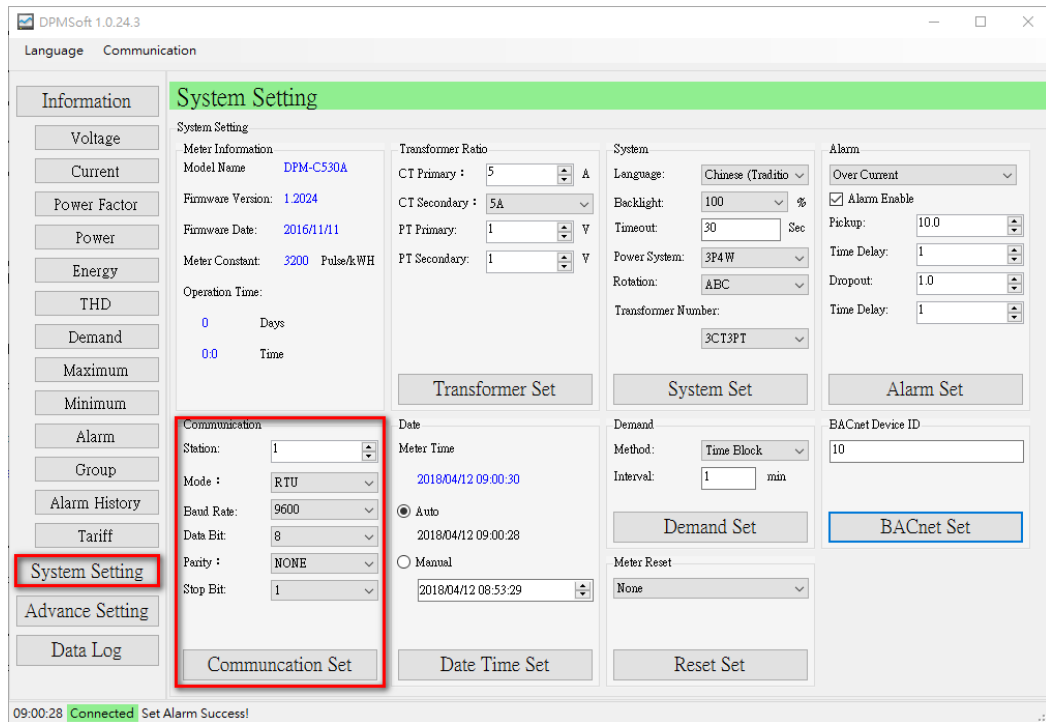 DPMSoft 1.0.24.3
Language Communication
Information
Voltage
Current
Power Factor
Power
Energy
THD
Demand
Maximum
Minimum
Alarm
Group
Alarm History
Tariff
System Setting
Advance Setting
Data Log
System Setting
System Setting
Meter Information
Model Name DPM-C530A
Firmware Version: 1.2024
Firmware Date: 2016/11/11
Meter Constant: 3200 Pulse/kWH
Operation Time:
0 Days
0:0 Time
Transformer Ratio
CT Primary : 5 A
CT Secondary : 5A
PT Primary: 1 V
PT Secondary: 1 V
Transformer Set
System
Language: Chinese (Traditio
Backlight: 100 %
Timeout: 30 Sec
Power System: 3P4W
Rotation: ABC
Transformer Number:
3CT3PT
System Set
Alarm
Over Current
Alarm Enable
Pickup: 10.0
Time Delay: 1
Dropout: 1.0
Time Delay: 1
Alarm Set
Communication
Station: 1
Mode : RTU
Baud Rate: 9600
Data Bit: 8
Parity : NONE
Stop Bit: 1
Communcation Set
Date
Meter Time
2018/04/12 09:00:30
Auto
2018/04/12 09:00:28
Manual
2018/04/12 08:53:29
Date Time Set
Demand
Method: Time Block
Interval: 1 min
Demand Set
Meter Reset
None
Reset Set
BACnet Device ID
10
BACnet Set
09:00:28 Connected Set Alarm Success!